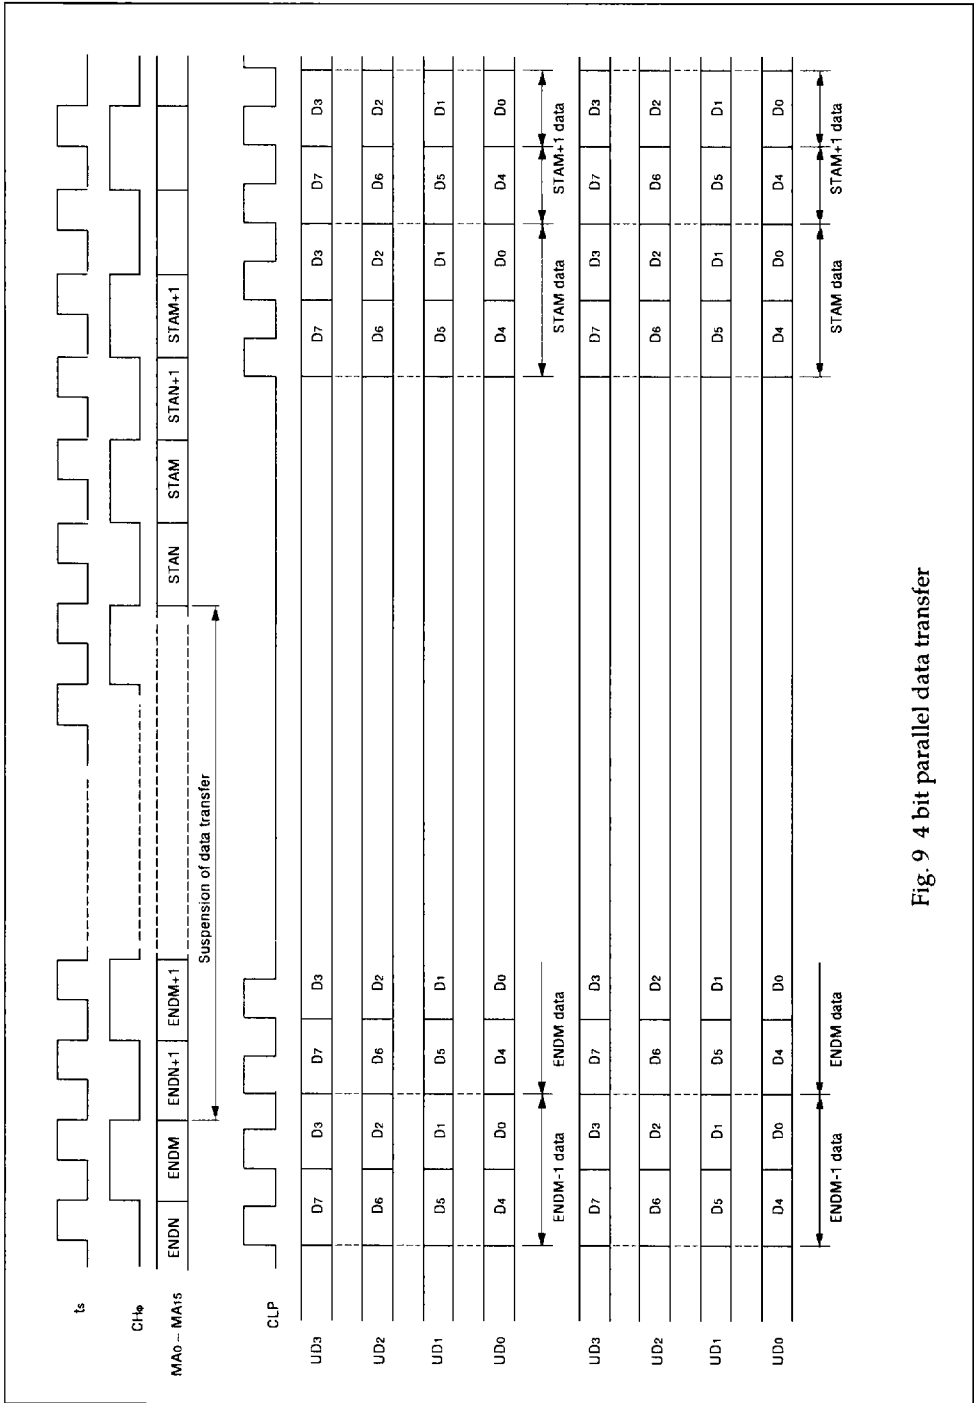 ts
CHφ
MA0 – MA15 ENDN ENDM ENDN+1 ENDM+1 STAN STAM STAN+1 STAM+1
Suspension of data transfer
CLP
UD3 D7 D3 D7 D3 D7 D3 D7 D3
UD2 D6 D2 D6 D2 D6 D2 D6 D2
UD1 D5 D1 D5 D1 D5 D1 D5 D1
UD0 D4 D0 D4 D0 D4 D0 D4 D0
ENDM-1 data ENDM data STAM data STAM+1 data
UD3 D7 D3 D7 D3 D7 D3 D7 D3
UD2 D6 D2 D6 D2 D6 D2 D6 D2
UD1 D5 D1 D5 D1 D5 D1 D5 D1
UD0 D4 D0 D4 D0 D4 D0 D4 D0
ENDM-1 data ENDM data STAM data STAM+1 data
Fig. 9 4 bit parallel data transfer